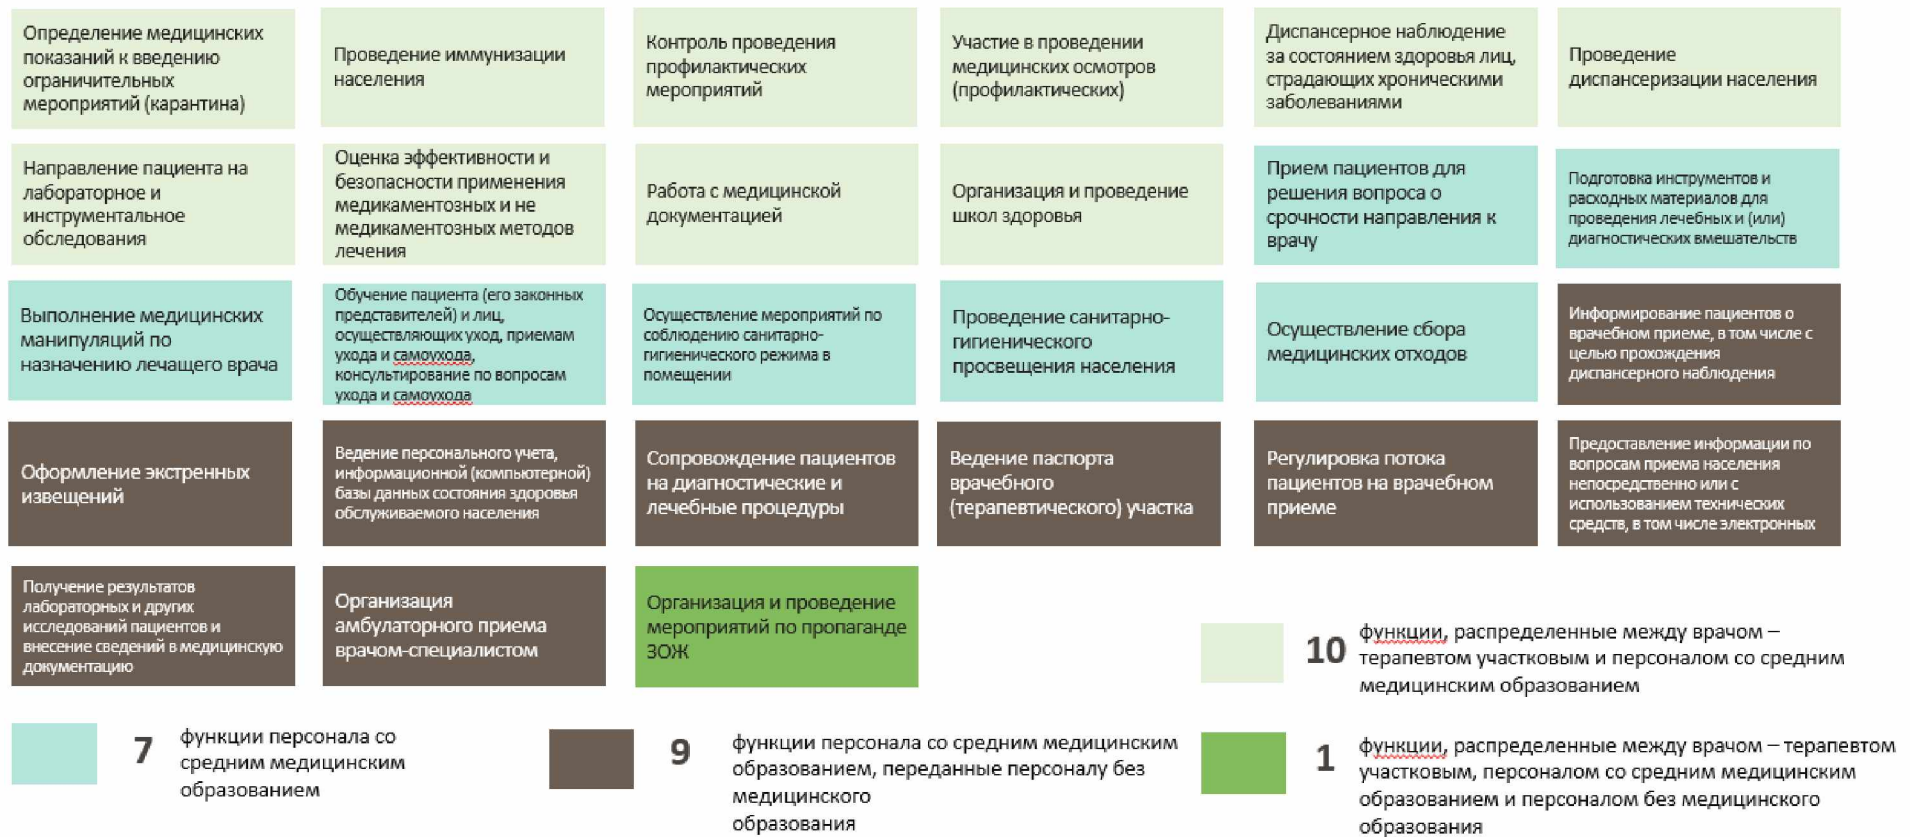 Определение медицинских
показаний к введению
ограничительных
мероприятий (карантина)
Проведение иммунизации
населения
Контроль проведения
профилактических
мероприятий
Участие в проведении
медицинских осмотров
(профилактических)
Диспансерное наблюдение
за состоянием здоровья лиц,
страдающих хроническими
заболеваниями
Проведение
диспансеризации населения
Направление пациента на
лабораторное и
инструментальное
обследования
Оценка эффективности и
безопасности применения
медикаментозных и не
медикаментозных методов
лечения
Работа с медицинской
документацией
Организация и проведение
школ здоровья
Прием пациентов для
решения вопроса о
срочности направления к
врачу
Подготовка инструментов и
расходных материалов для
проведения лечебных и (или)
диагностических вмешательств
Выполнение медицинских
манипуляций по
назначению лечащего врача
Обучение пациента (его законных
представителей) и лиц,
осуществляющих уход, приемам
ухода и самоухода,
консультирование по вопросам
ухода и самоухода
Осуществление мероприятий по
соблюдению санитарно-
гигиенического режима в
помещении
Проведение санитарно-
гигиенического
просвещения населения
Осуществление сбора
медицинских отходов
Информирование пациентов о
врачебном приеме, в том числе с
целью прохождения
диспансерного наблюдения
Оформление экстренных
извещений
Ведение персонального учета,
информационной (компьютерной)
базы данных состояния здоровья
обслуживаемого населения
Сопровождение пациентов
на диагностические и
лечебные процедуры
Ведение паспорта
врачебного
(терапевтического) участка
Регулировка потока
пациентов на врачебном
приеме
Предоставление информации по
вопросам приема населения
непосредственно или с
использованием технических
средств, в том числе электронных
Получение результатов
лабораторных и других
исследований пациентов и
внесение сведений в медицинскую
документацию
Организация
амбулаторного приема
врачом-специалистом
Организация и проведение
мероприятий по пропаганде
ЗОЖ
10
функции, распределенные между врачом –
терапевтом участковым и персоналом со средним
медицинским образованием
7
функции персонала со
средним медицинским
образованием
9
функции персонала со средним медицинским
образованием, переданные персоналу без
медицинского
образования
1
функции, распределенные между врачом – терапевтом
участковым, персоналом со средним медицинским
образованием и персоналом без медицинского
образования